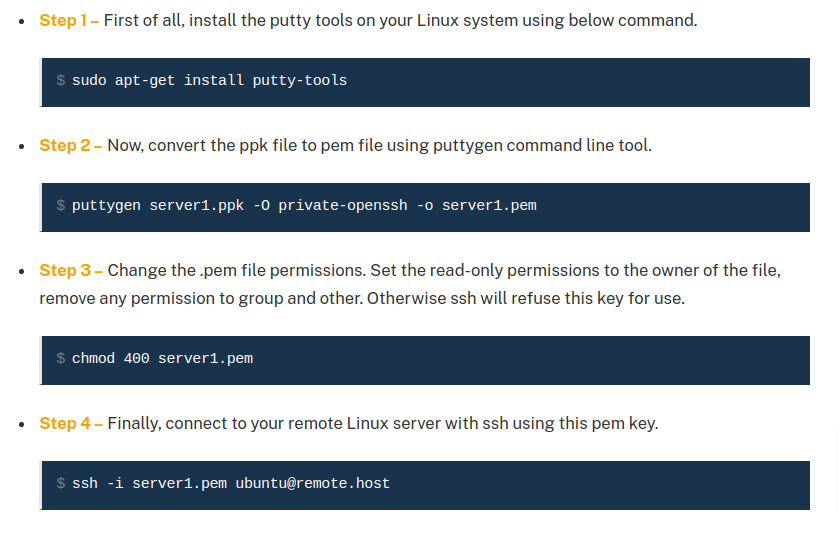 Step 1 – First of all, install the putty tools on your Linux system using below command.
$ sudo apt-get install putty-tools
Step 2 – Now, convert the ppk file to pem file using puttygen command line tool.
$ puttygen server1.ppk -O private-openssh -o server1.pem
Step 3 – Change the .pem file permissions. Set the read-only permissions to the owner of the file,
remove any permission to group and other. Otherwise ssh will refuse this key for use.
$ chmod 400 server1.pem
Step 4 – Finally, connect to your remote Linux server with ssh using this pem key.
$ ssh -i server1.pem ubuntu@remote.host